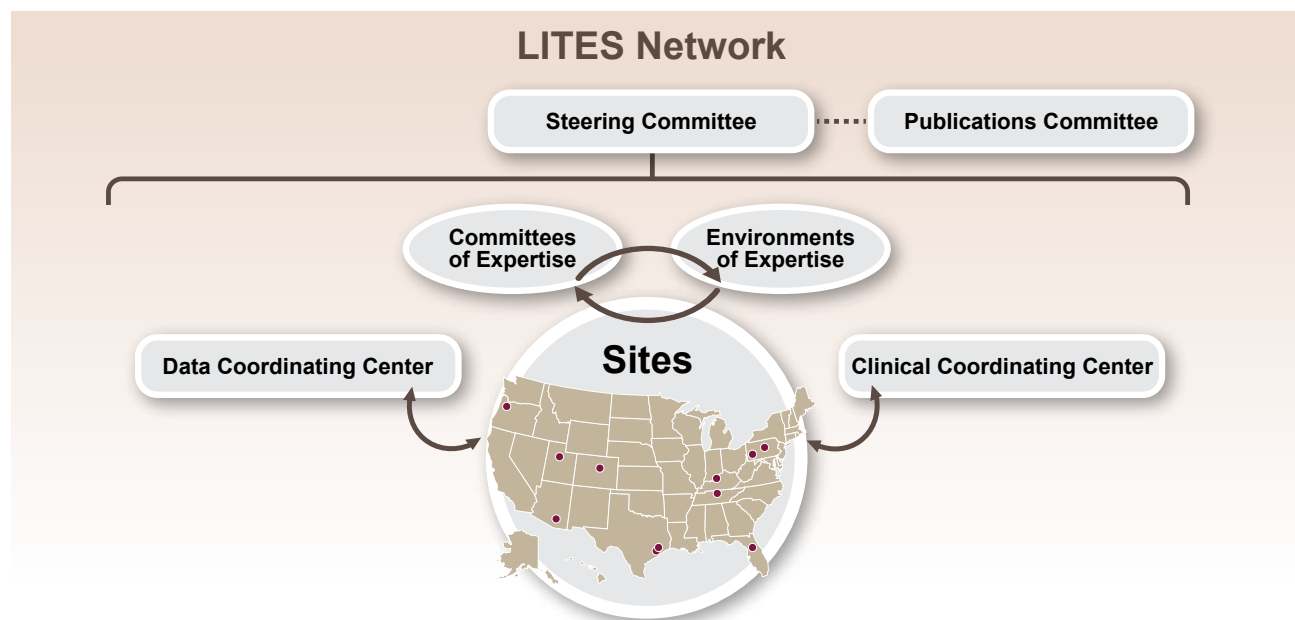 LITES Network
Steering Committee
Publications Committee
Committees
of Expertise
Environments
of Expertise
Data Coordinating Center
Sites
Clinical Coordinating Center